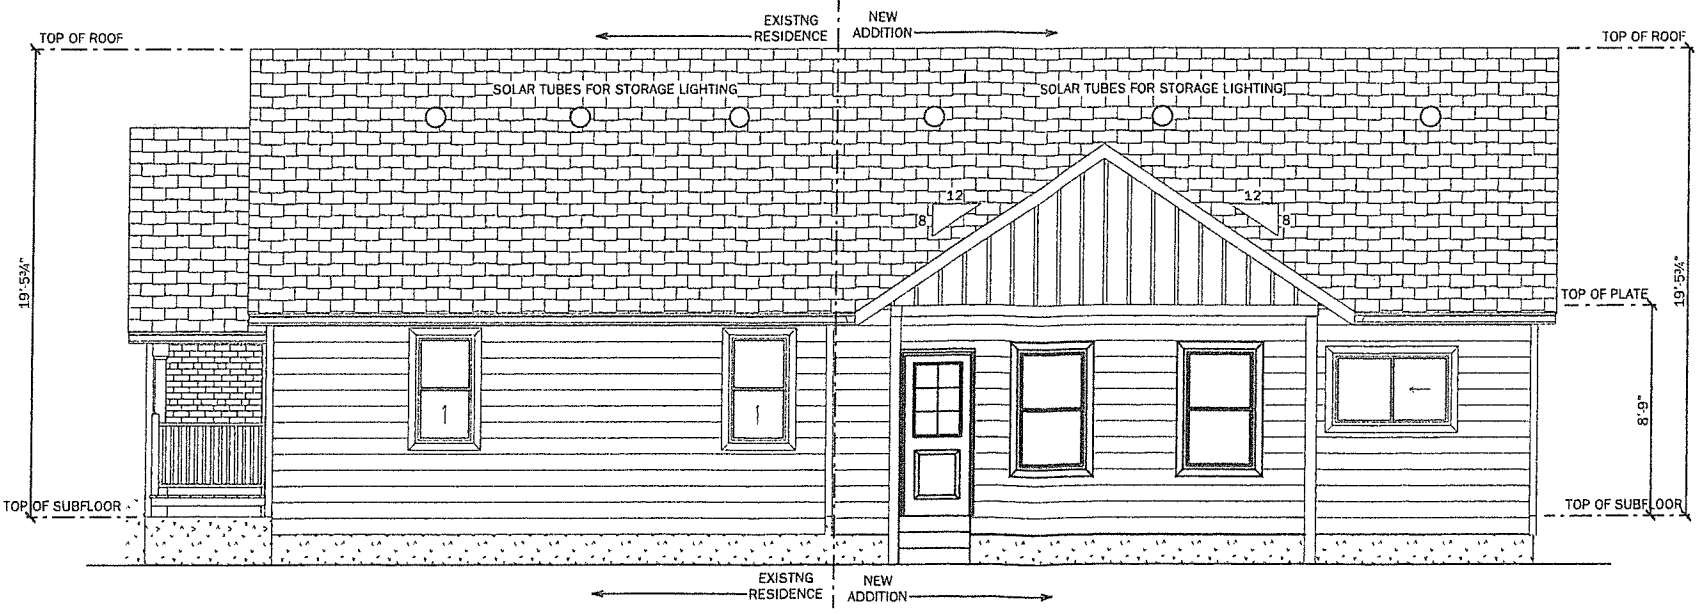 EXISTNG
RESIDENCE
NEW
ADDITION
TOP OF ROOF
TOP OF ROOF
SOLAR TUBES FOR STORAGE LIGHTING
SOLAR TUBES FOR STORAGE LIGHTING
12
8
12
8
19'-5¾"
19'-5¾"
TOP OF PLATE
8'-9"
TOP OF SUBFLOOR
TOP OF SUBFLOOR
EXISTNG
RESIDENCE
NEW
ADDITION